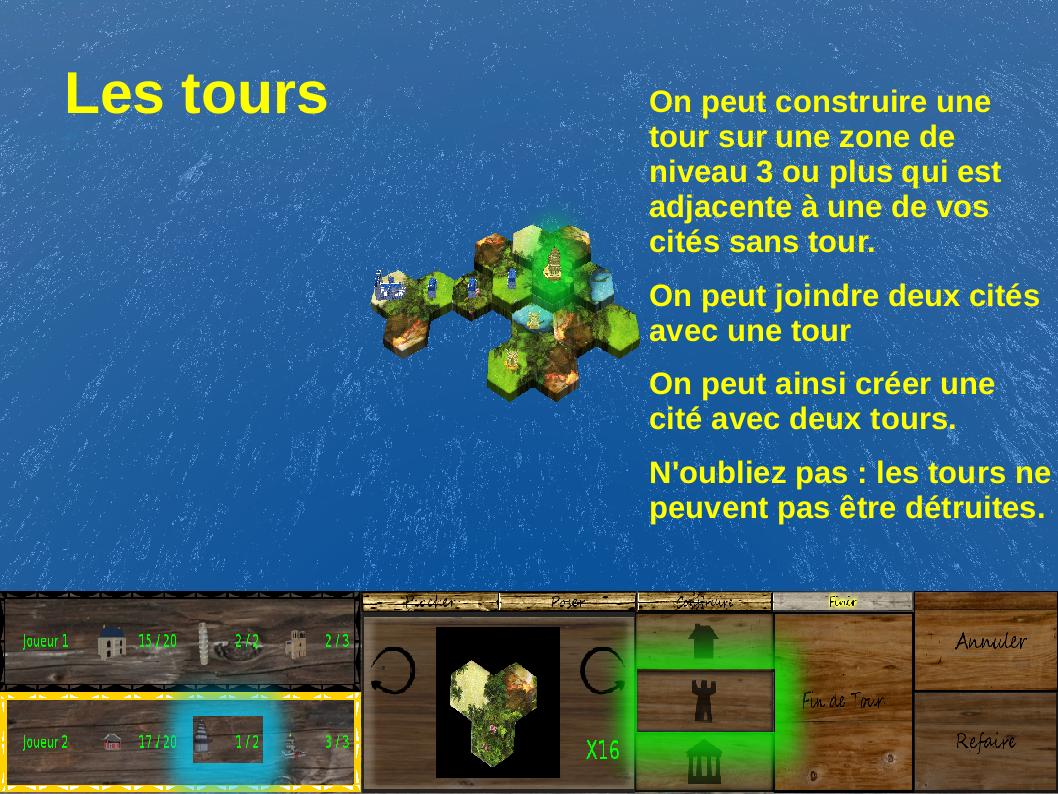 Les tours
On peut construire une
tour sur une zone de
niveau 3 ou plus qui est
adjacente à une de vos
cités sans tour.
On peut joindre deux cités
avec une tour
On peut ainsi créer une
cité avec deux tours.
N'oubliez pas : les tours ne
peuvent pas être détruites.
Piocher Poser Construire Finir
Joueur 1 15/20 2/2 2/3
Joueur 2 17/20 1/2 3/3
X16
Fin de Tour
Annuler
Refaire